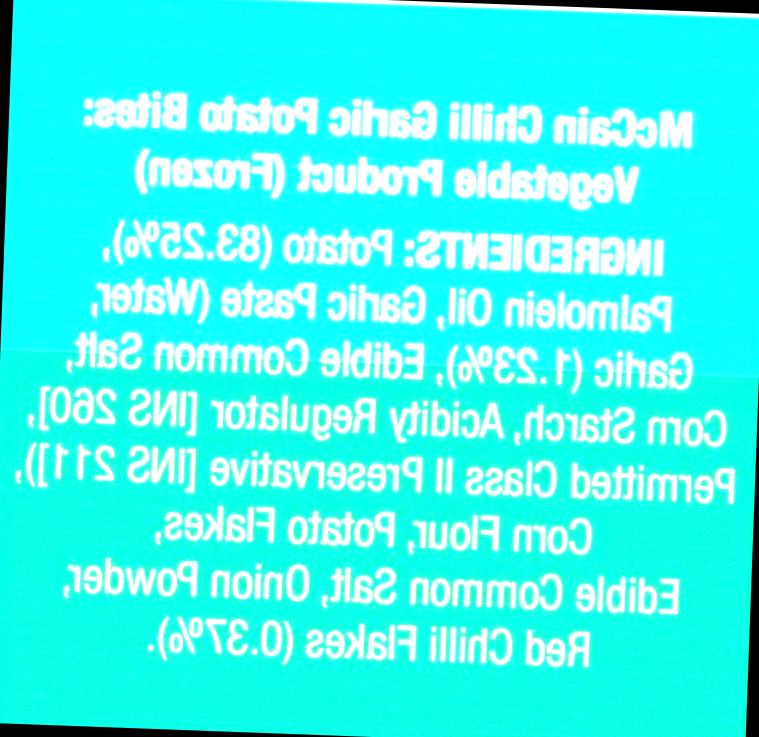 McCain Chilli Garlic Potato Bites:
Vegetable Product (Frozen)
INGREDIENTS: Potato (83.25%),
Palmolein Oil, Garlic Paste (Water,
Garlic (1.23%), Edible Common Salt,
Corn Starch, Acidity Regulator [INS 260],
Permitted Class II Preservative [INS 211]),
Corn Flour, Potato Flakes,
Edible Common Salt, Onion Powder,
Red Chilli Flakes (0.37%).